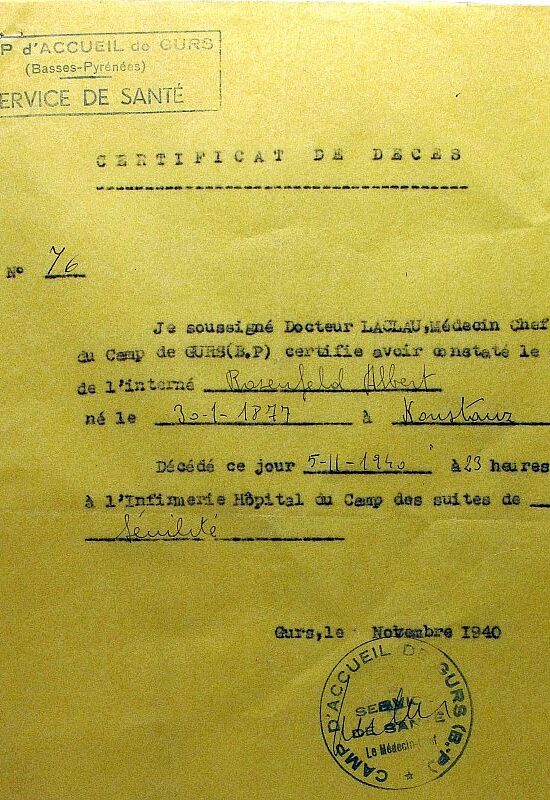 P d'ACCUEIL de GURS
(Basses-Pyrénées)
ERVICE DE SANTÉ
CERTIFICAT DE DECES
N° 76
Je soussigné Docteur LACLAU,Médecin Chef
du Camp de GURS(B.P) certifie avoir constaté le
de l'interné Rosenfeld Albert
né le 30-1-1877 à Konstanz
Décédé ce jour 5-11-1940 à 23 heures
à l'Infirmerie Hôpital du Camp des suites de
Sénilité
Gurs,le Novembre 1940
CAMP D'ACCUEIL DE GURS (B.-P.)
SERVICE
DE SANTÉ
Le Médecin-Chef